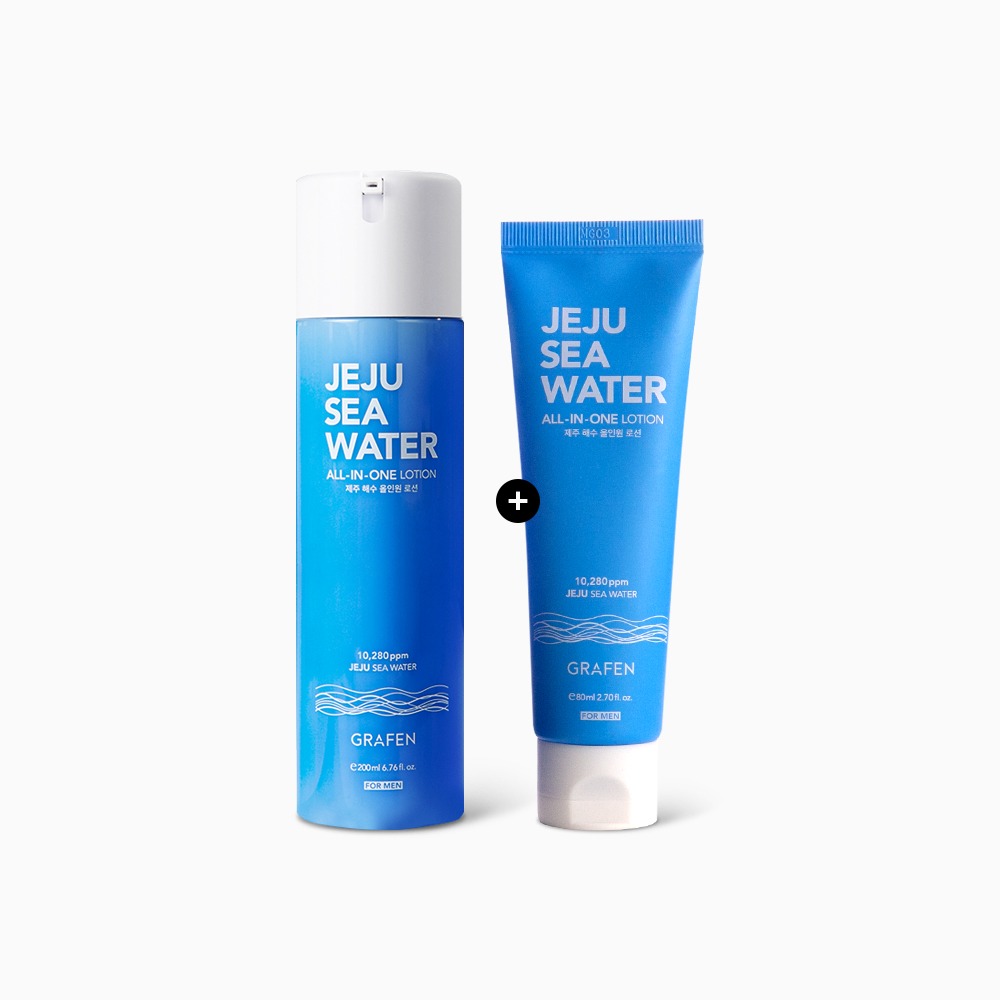 JEJU
SEA
WATER
ALL-IN-ONE LOTION
제주 해수 올인원 로션
10,280ppm
JEJU SEA WATER
GRAFEN
℮200ml 6.76 fl. oz.
FOR MEN
+
JEJU
SEA
WATER
ALL-IN-ONE LOTION
제주 해수 올인원 로션
10,280ppm
JEJU SEA WATER
GRAFEN
℮80ml 2.70 fl. oz.
FOR MEN